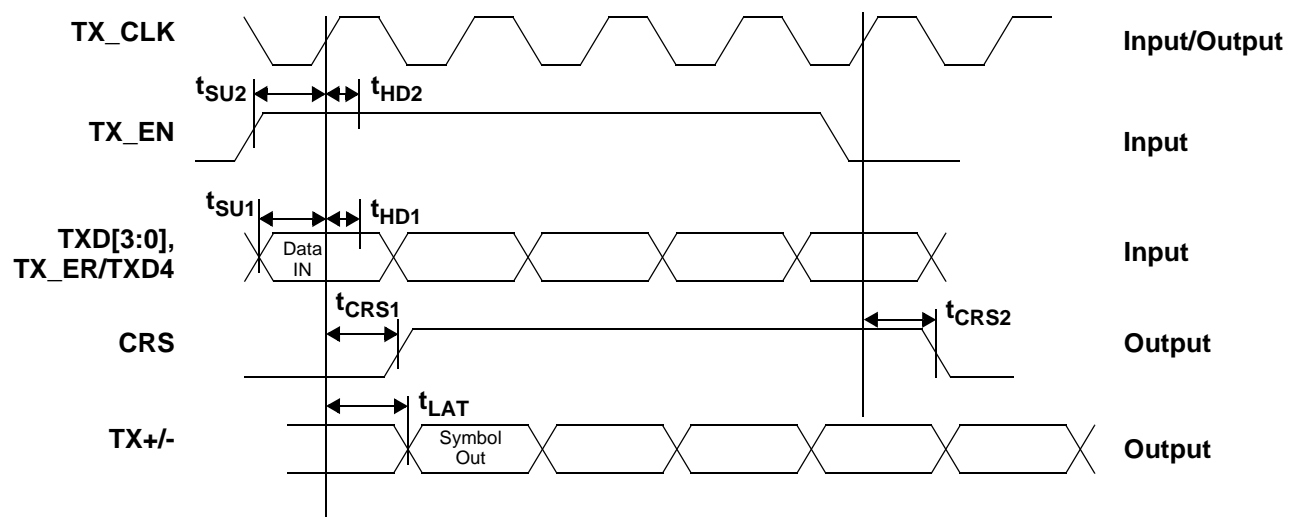 TX_CLK
Input/Output
tSU2
tHD2
TX_EN
Input
tSU1
tHD1
TXD[3:0],
TX_ER/TXD4
Data
IN
Input
tCRS1
tCRS2
CRS
Output
tLAT
TX+/-
Symbol
Out
Output